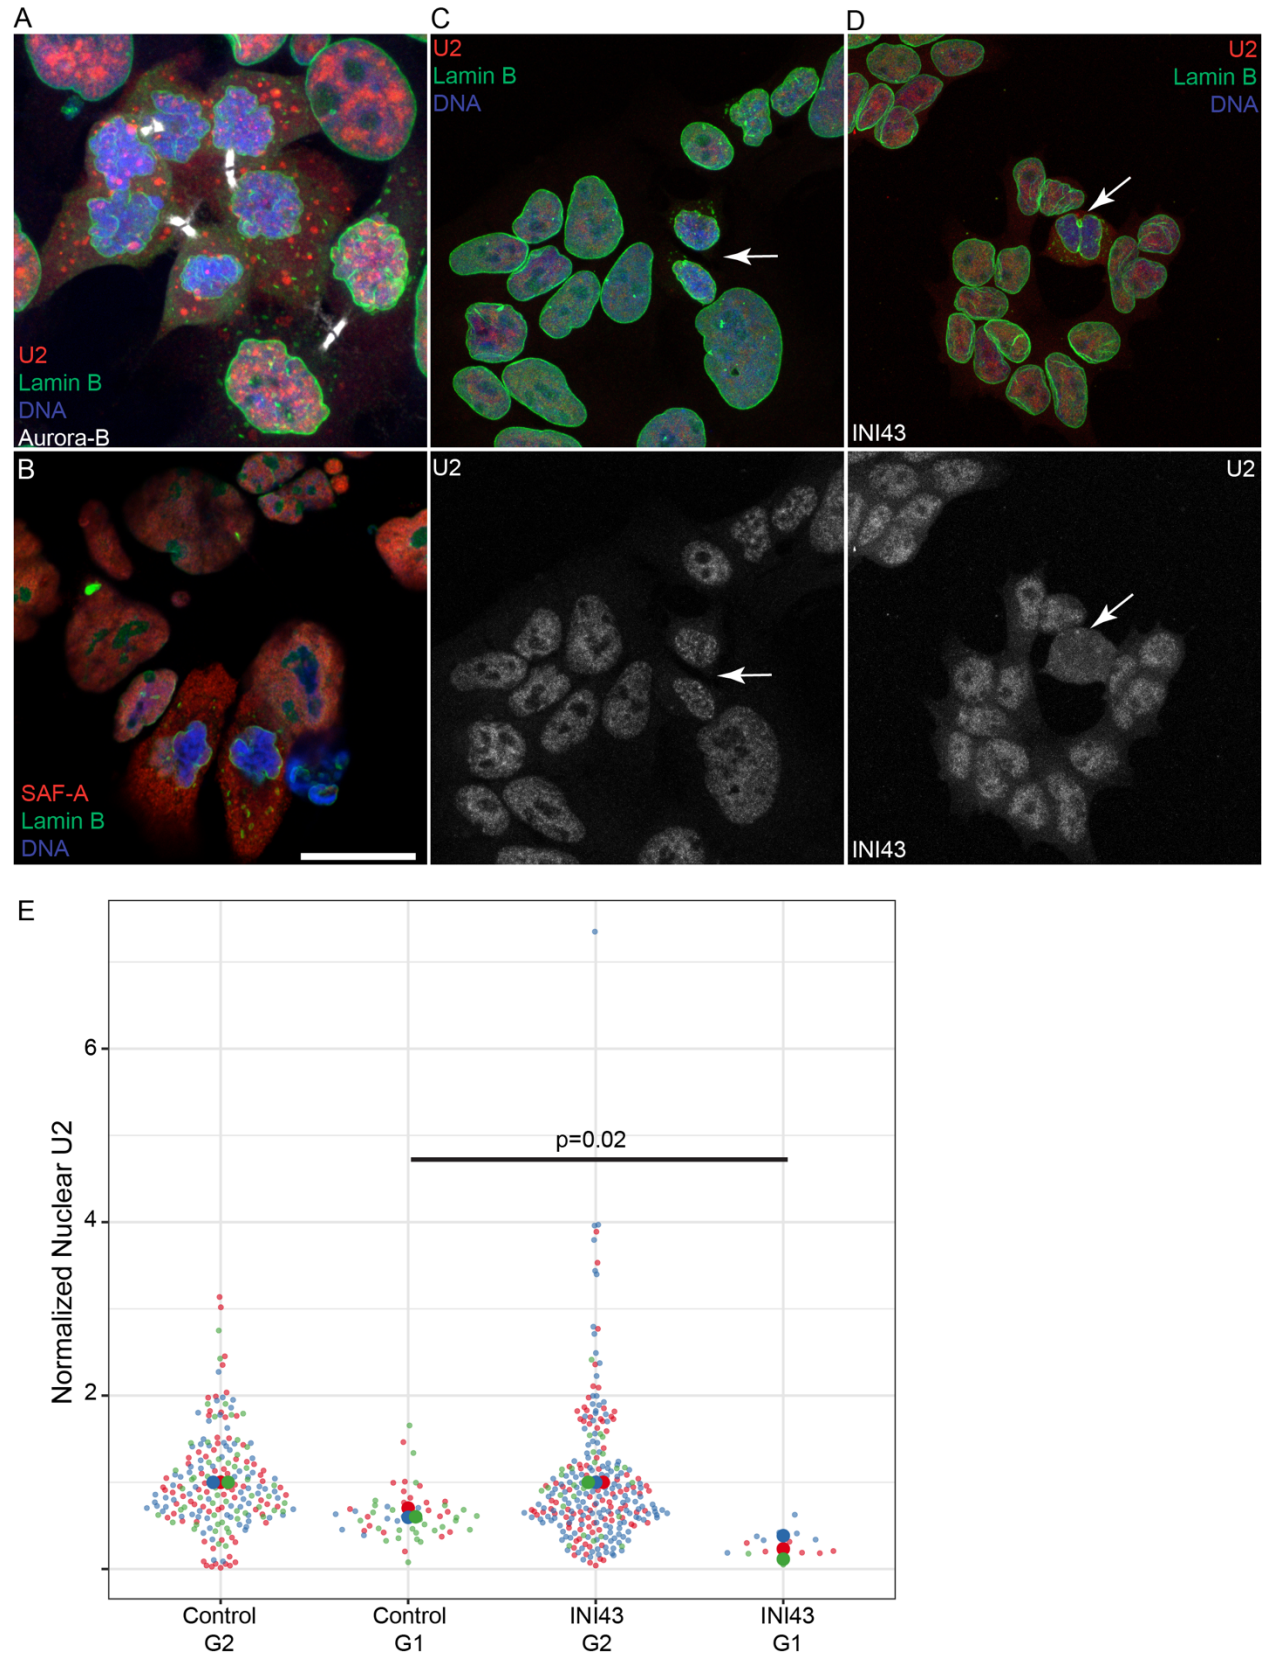 A
C
D
U2
Lamin B
DNA
U2
Lamin B
DNA
U2
Lamin B
DNA
Aurora-B
INI43
B
U2
U2
SAF-A
Lamin B
DNA
INI43
E
Normalized Nuclear U2
6
4
2
p=0.02
Control
G2
Control
G1
INI43
G2
INI43
G1